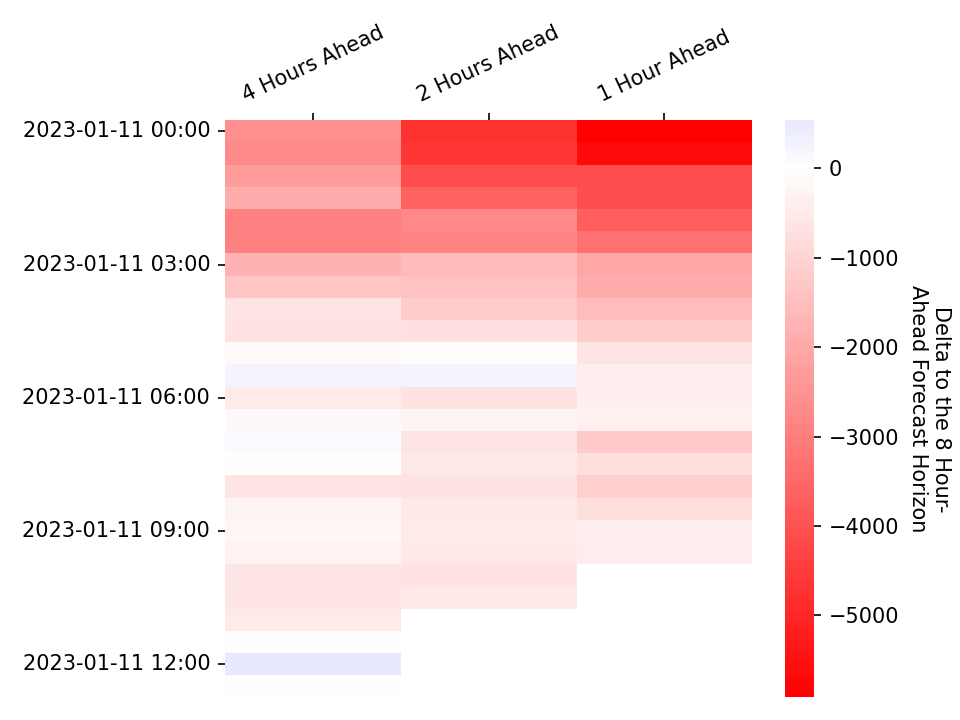 4 Hours Ahead
2 Hours Ahead
1 Hour Ahead
2023-01-11 00:00
2023-01-11 03:00
2023-01-11 06:00
2023-01-11 09:00
2023-01-11 12:00
0
−1000
−2000
−3000
−4000
−5000
Delta to the 8 Hour-
Ahead Forecast Horizon